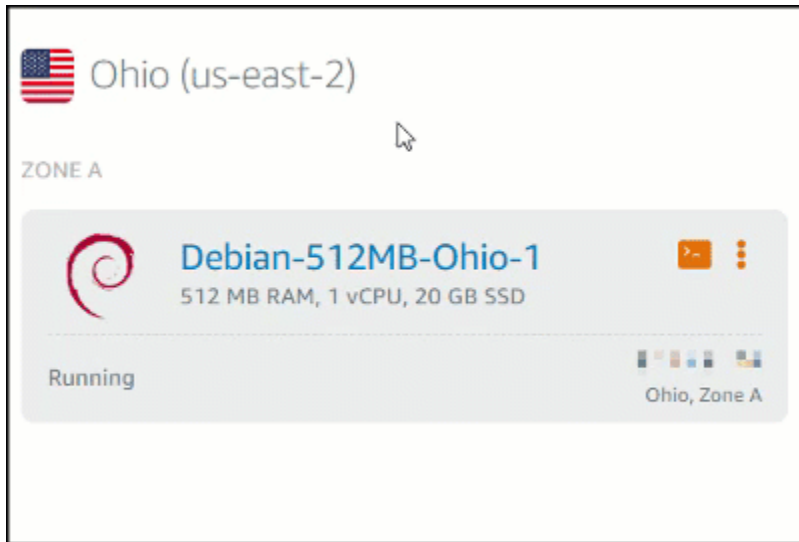 Ohio (us-east-2)
ZONE A
Debian-512MB-Ohio-1
512 MB RAM, 1 vCPU, 20 GB SSD
Running
Ohio, Zone A